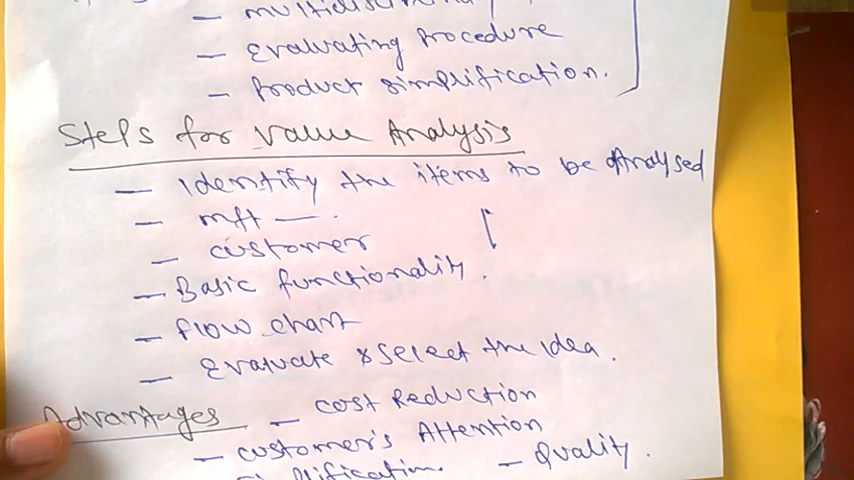 - Evaluating Procedure
- Product simplification.
Steps for Value Analysis
- Identify the items to be Analysed
- mft - .
- customer
- Basic functionality.
- flow chart
- Evaluate & select the idea.
Advantages - cost Reduction
- customer's Attention
- Quality.